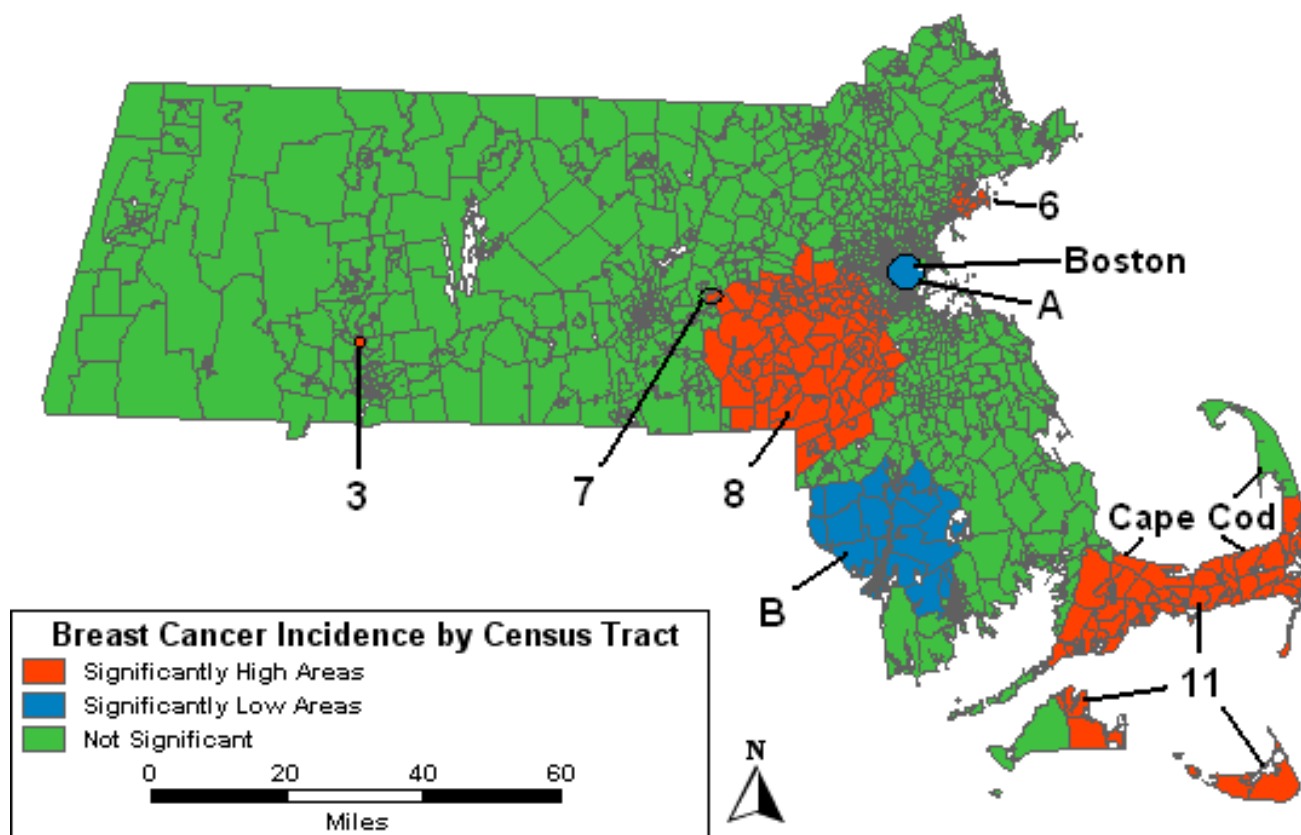 6
Boston
A
3
7
8
Cape Cod
B
11
Breast Cancer Incidence by Census Tract
Significantly High Areas
Significantly Low Areas
Not Significant
0 20 40 60
Miles
N